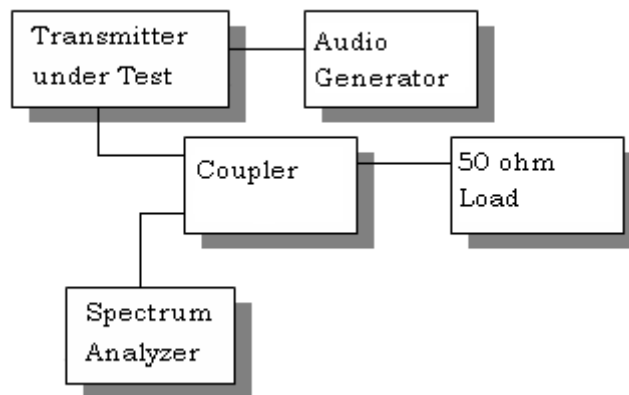 Transmitter
under Test
Audio
Generator
Coupler
50 ohm
Load
Spectrum
Analyzer